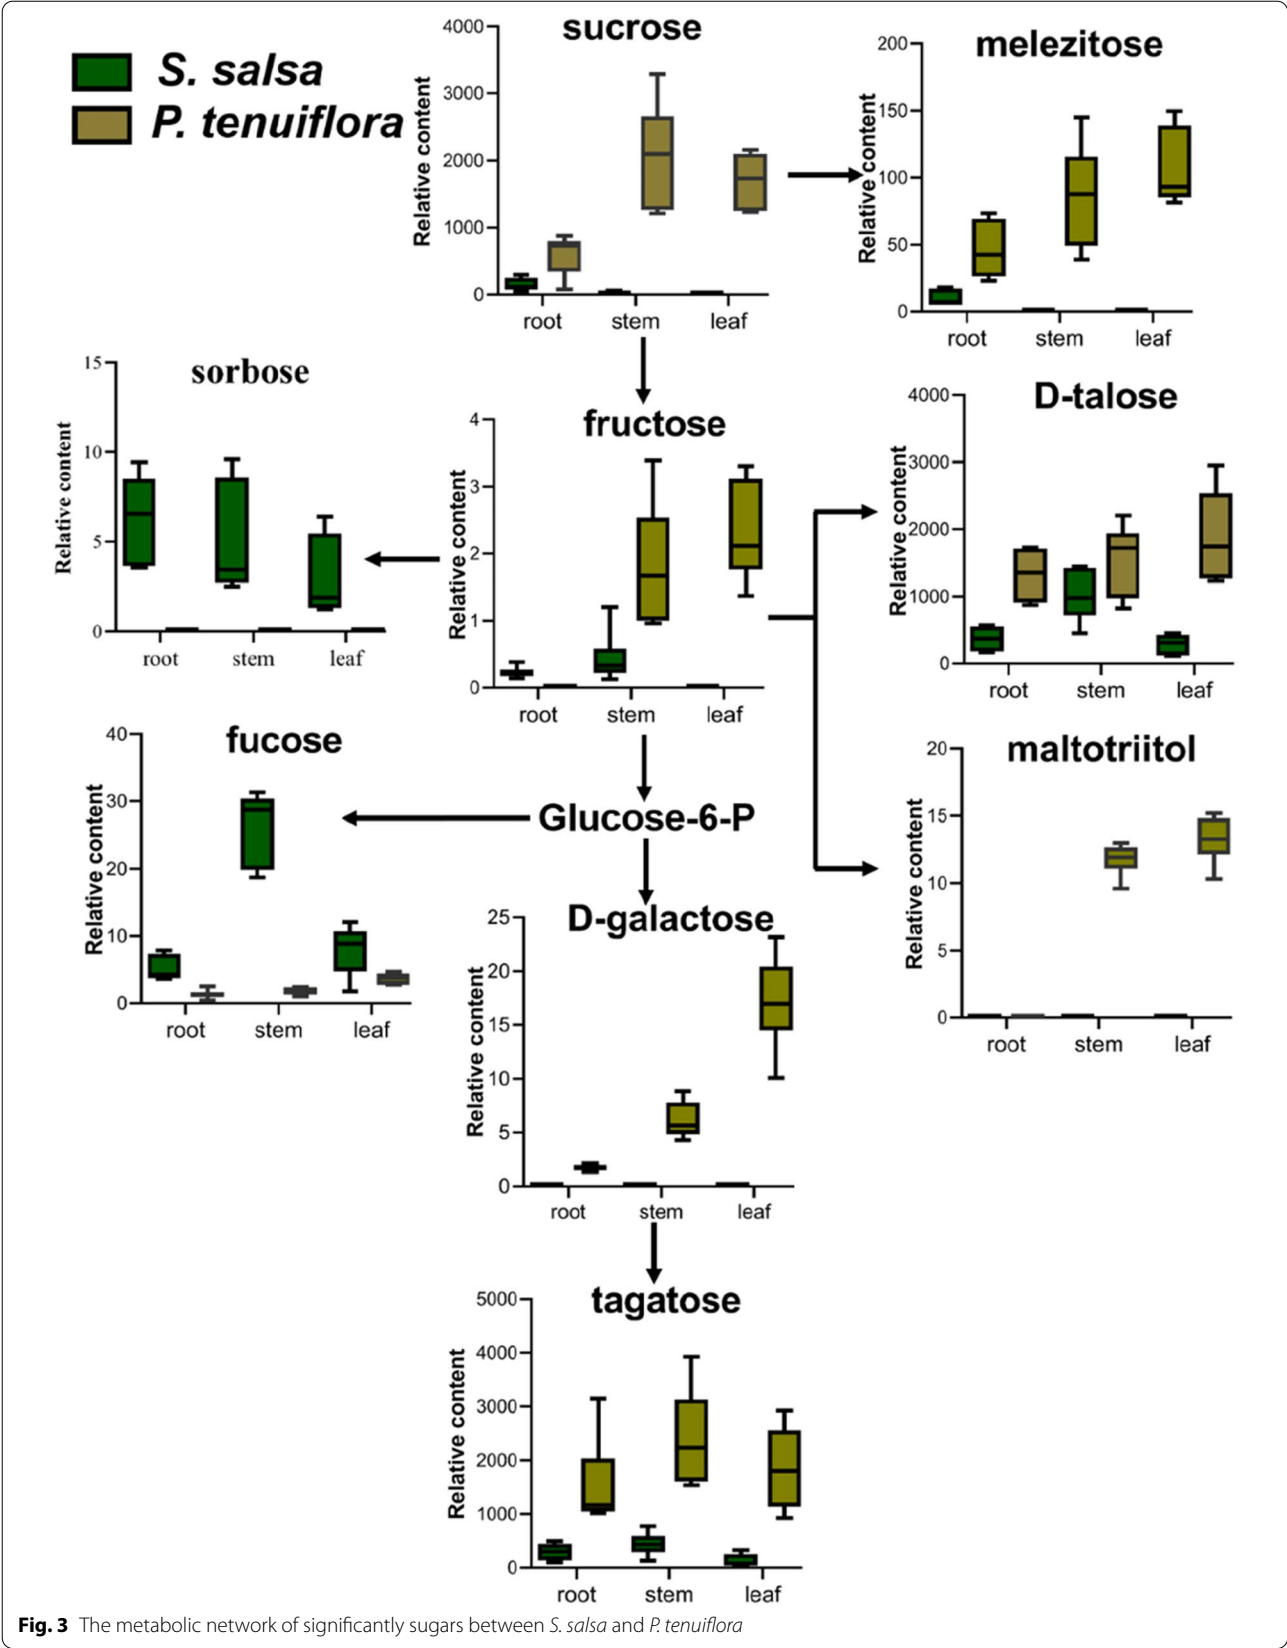 S. salsa
P. tenuiflora
sucrose
Relative content
4000
3000
2000
1000
0
root stem leaf
melezitose
Relative content
200
150
100
50
0
root stem leaf
sorbose
Relative content
15
10
5
0
root stem leaf
fructose
Relative content
4
3
2
1
0
root stem leaf
D-talose
Relative content
4000
3000
2000
1000
0
root stem leaf
fucose
Relative content
40
30
20
10
0
root stem leaf
Glucose-6-P
maltotriitol
Relative content
20
15
10
5
0
root stem leaf
D-galactose
Relative content
25
20
15
10
5
0
root stem leaf
tagatose
Relative content
5000
4000
3000
2000
1000
0
root stem leaf
Fig. 3 The metabolic network of significantly sugars between S. salsa and P. tenuiflora